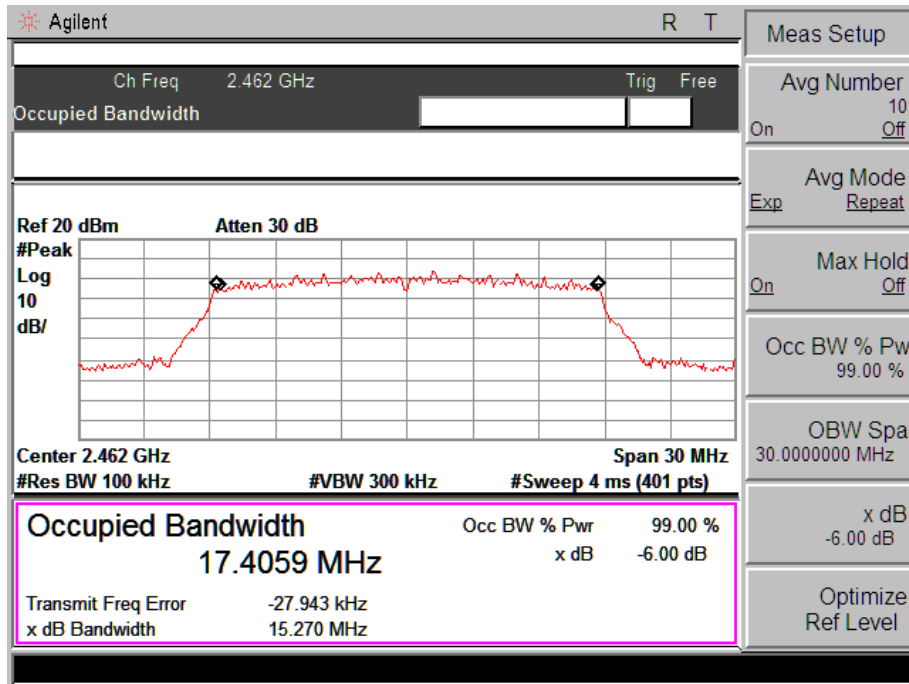 Agilent R T
Ch Freq 2.462 GHz Trig Free
Occupied Bandwidth
Ref 20 dBm Atten 30 dB
#Peak
Log
10
dB/
Center 2.462 GHz Span 30 MHz
#Res BW 100 kHz #VBW 300 kHz #Sweep 4 ms (401 pts)
Occupied Bandwidth Occ BW % Pwr 99.00 %
17.4059 MHz x dB -6.00 dB
Transmit Freq Error -27.943 kHz
x dB Bandwidth 15.270 MHz
Meas Setup
Avg Number
10
On Off
Avg Mode
Exp Repeat
Max Hold
On Off
Occ BW % Pw
99.00 %
OBW Spa
30.0000000 MHz
x dB
-6.00 dB
Optimize
Ref Level